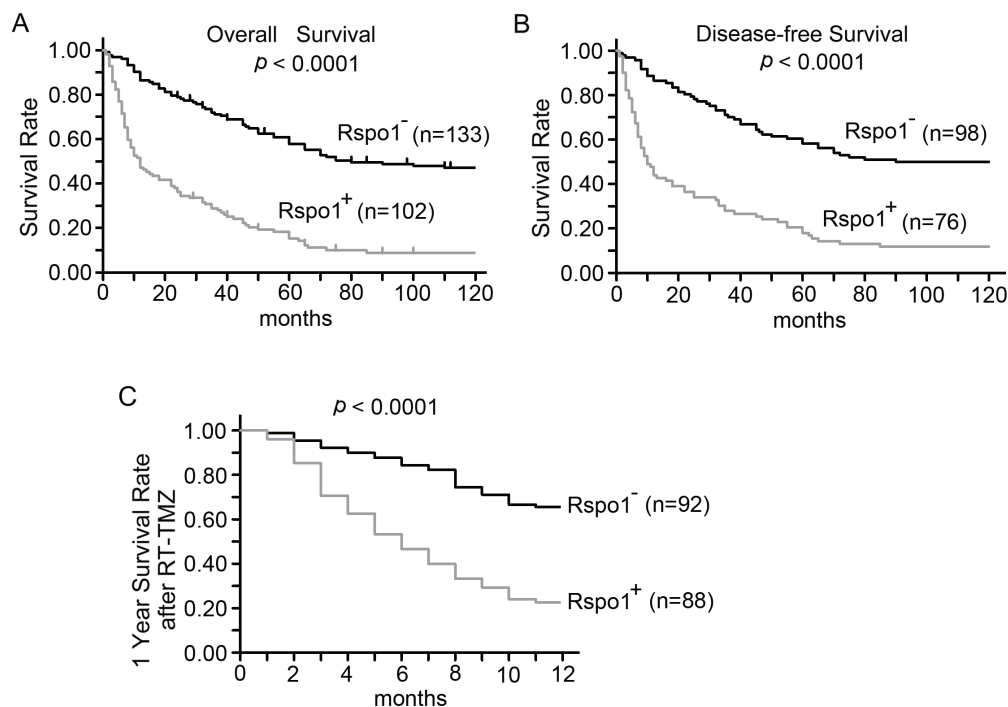 A
Overall Survival
p < 0.0001
Survival Rate
1.00
0.80
0.60
0.40
0.20
0.00
Rspo1- (n=133)
Rspo1+ (n=102)
0 20 40 60 80 100 120
months
B
Disease-free Survival
p < 0.0001
Survival Rate
1.00
0.80
0.60
0.40
0.20
0.00
Rspo1- (n=98)
Rspo1+ (n=76)
0 20 40 60 80 100 120
months
C
p < 0.0001
1 Year Survival Rate
after RT-TMZ
1.00
0.80
0.60
0.40
0.20
0.00
Rspo1- (n=92)
Rspo1+ (n=88)
0 2 4 6 8 10 12
months